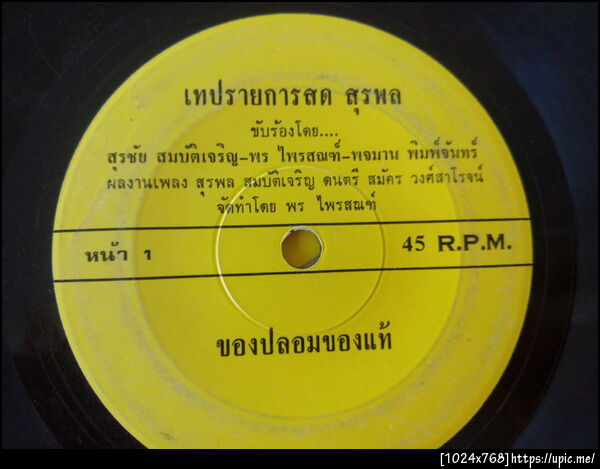 เทปรายการสด สุรพล
ขับร้องโดย....
สุรชัย สมบัติเจริญ-พร ไพรสณฑ์-พจมาน พิมพ์จันทร์
ผลงานเพลง สุรพล สมบัติเจริญ ดนตรี สมัคร วงศ์สาโรจน์
จัดทำโดย พร ไพรสณฑ์
หน้า 1 45 R.P.M.
ของปลอมของแท้
[1024x768]https://upic.me/